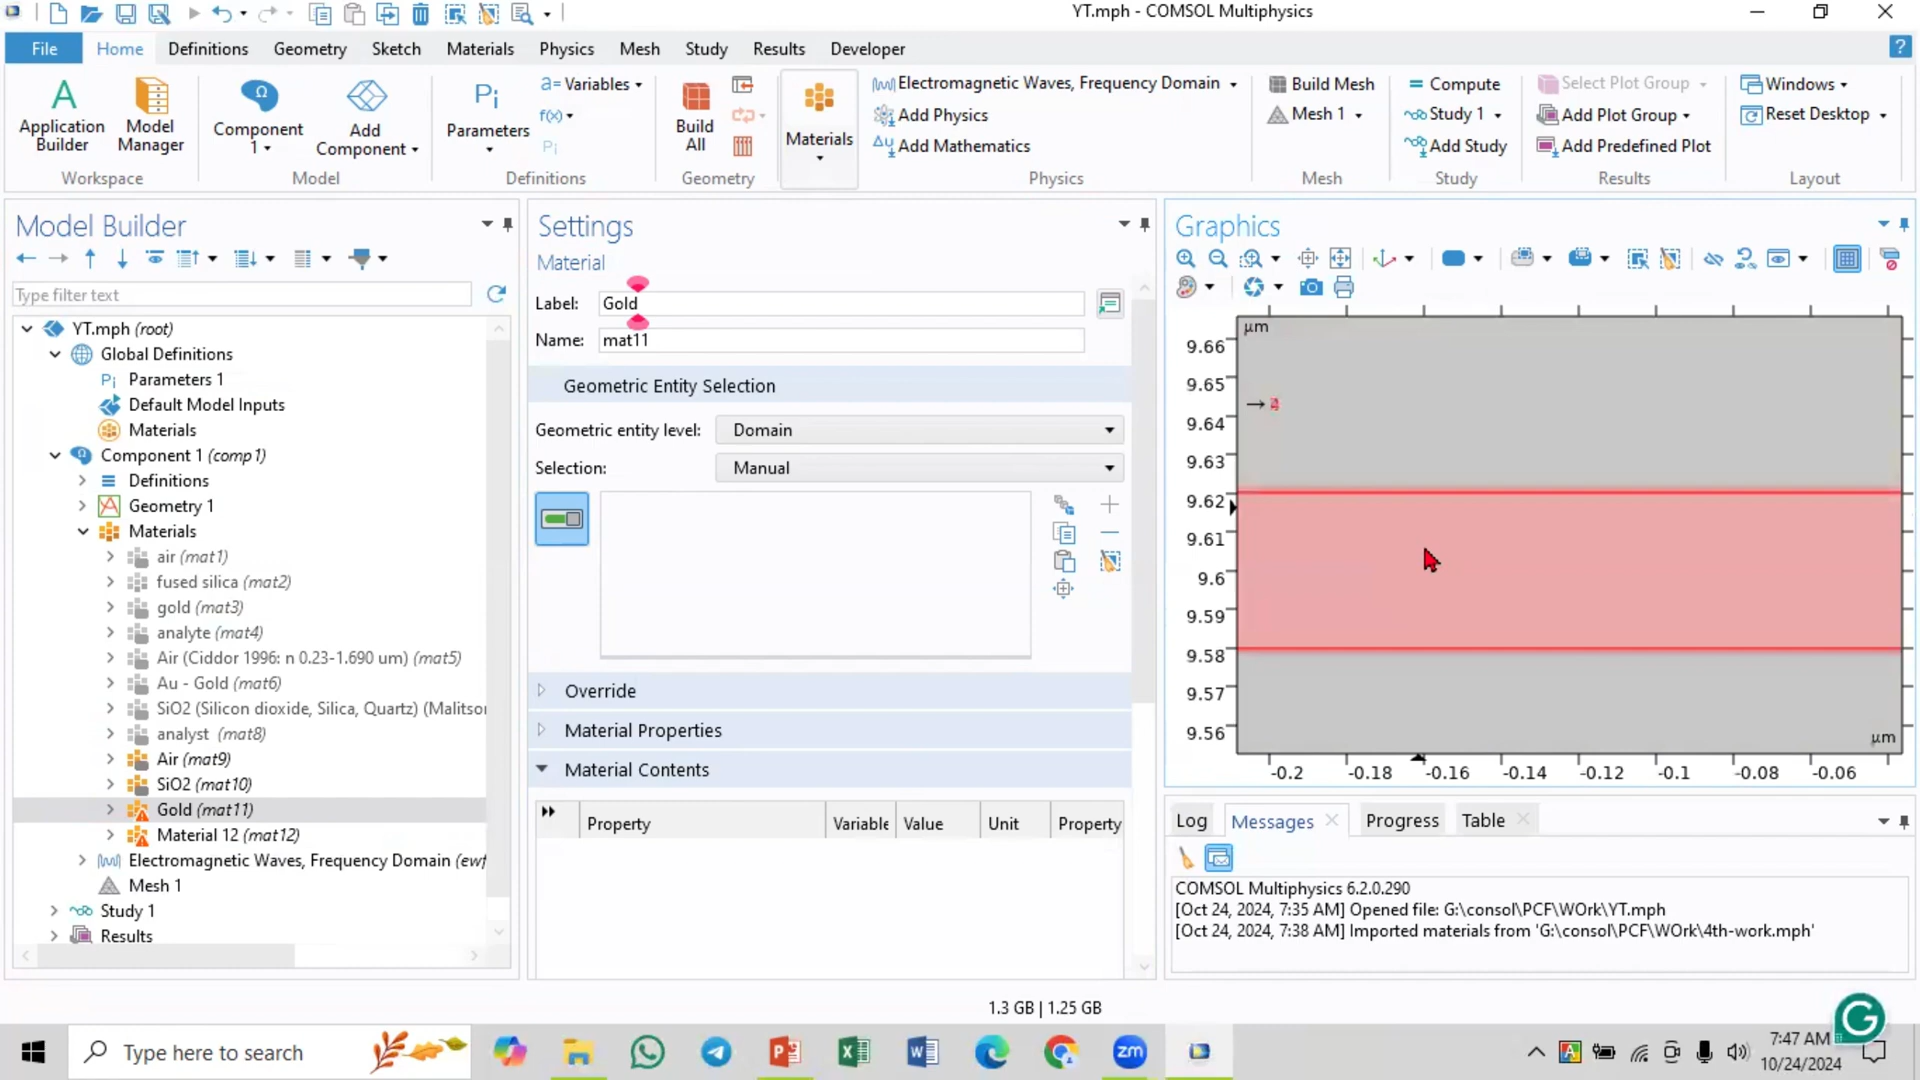 YT.mph - COMSOL Multiphysics
File Home Definitions Geometry Sketch Materials Physics Mesh Study Results Developer
Application Builder
Model Manager
Workspace
Component 1
Add Component
Model
Pi Parameters
a= Variables
f(x)
Pi
Definitions
Build All
Geometry
Materials
Electromagnetic Waves, Frequency Domain
Add Physics
Add Mathematics
Physics
Build Mesh
Mesh 1
Mesh
= Compute
Study 1
Add Study
Study
Select Plot Group
Add Plot Group
Add Predefined Plot
Results
Windows
Reset Desktop
Layout
Model Builder
Type filter text
YT.mph (root)
Global Definitions
Pi Parameters 1
Default Model Inputs
Materials
Component 1 (comp1)
Definitions
Geometry 1
Materials
air (mat1)
fused silica (mat2)
gold (mat3)
analyte (mat4)
Air (Ciddor 1996: n 0.23-1.690 um) (mat5)
Au - Gold (mat6)
SiO2 (Silicon dioxide, Silica, Quartz) (Malitson
analyst (mat8)
Air (mat9)
SiO2 (mat10)
Gold (mat11)
Material 12 (mat12)
Electromagnetic Waves, Frequency Domain (ewf
Mesh 1
Study 1
Results
Settings
Material
Label: Gold
Name: mat11
Geometric Entity Selection
Geometric entity level: Domain
Selection: Manual
Override
Material Properties
Material Contents
Property Variable Value Unit Property
Graphics
µm
9.66
9.65
9.64
9.63
9.62
9.61
9.6
9.59
9.58
9.57
9.56
µm
-0.2 -0.18 -0.16 -0.14 -0.12 -0.1 -0.08 -0.06
Log Messages Progress Table
COMSOL Multiphysics 6.2.0.290
[Oct 24, 2024, 7:35 AM] Opened file: G:\consol\PCF\WOrk\YT.mph
[Oct 24, 2024, 7:38 AM] Imported materials from 'G:\consol\PCF\WOrk\4th-work.mph'
1.3 GB | 1.25 GB
Type here to search
zm
7:47 AM
10/24/2024